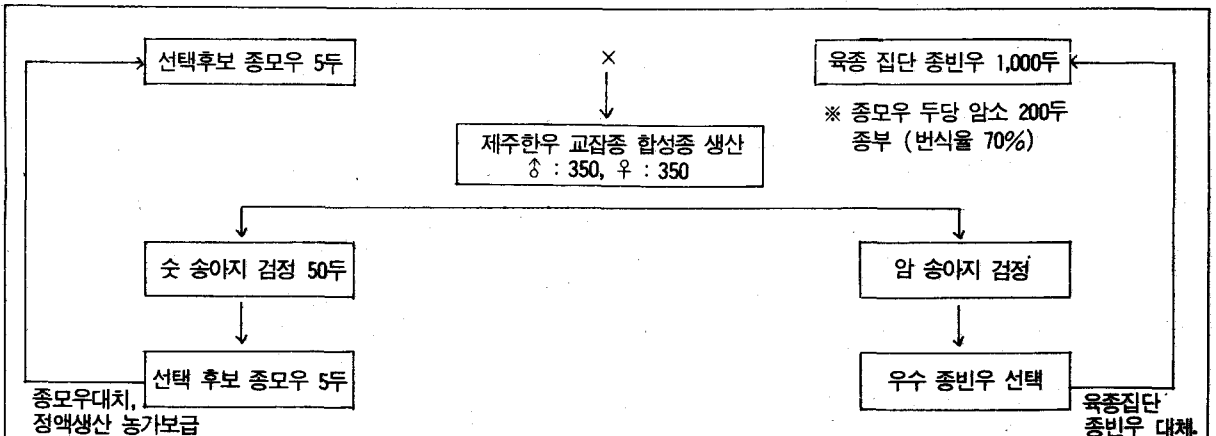 선택후보 종모우 5두
×
육종 집단 종빈우 1,000두
※ 종모우 두당 암소 200두
종부 (번식율 70%)
제주한우 교잡종 합성종 생산
♂ : 350, ♀ : 350
숫 송아지 검정 50두
암 송아지 검정
선택 후보 종모우 5두
우수 종빈우 선택
종모우대치,
정액생산 농가보급
육종집단
종빈우 대체.